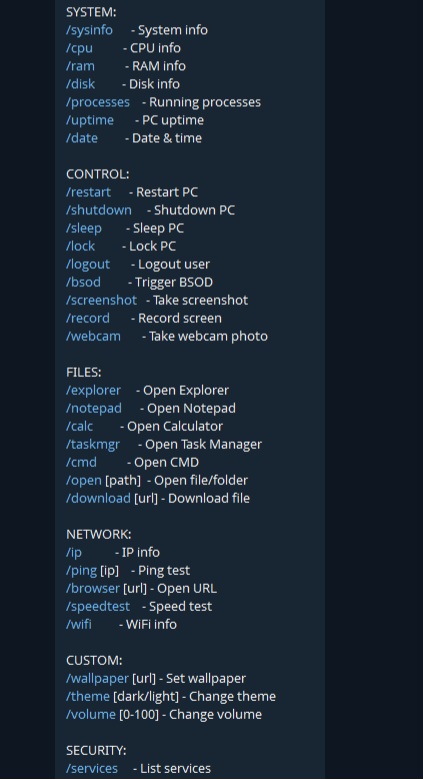 SYSTEM:
/sysinfo - System info
/cpu - CPU info
/ram - RAM info
/disk - Disk info
/processes - Running processes
/uptime - PC uptime
/date - Date & time
CONTROL:
/restart - Restart PC
/shutdown - Shutdown PC
/sleep - Sleep PC
/lock - Lock PC
/logout - Logout user
/bsod - Trigger BSOD
/screenshot - Take screenshot
/record - Record screen
/webcam - Take webcam photo
FILES:
/explorer - Open Explorer
/notepad - Open Notepad
/calc - Open Calculator
/taskmgr - Open Task Manager
/cmd - Open CMD
/open [path] - Open file/folder
/download [url] - Download file
NETWORK:
/ip - IP info
/ping [ip] - Ping test
/browser [url] - Open URL
/speedtest - Speed test
/wifi - WiFi info
CUSTOM:
/wallpaper [url] - Set wallpaper
/theme [dark/light] - Change theme
/volume [0-100] - Change volume
SECURITY:
/services - List services